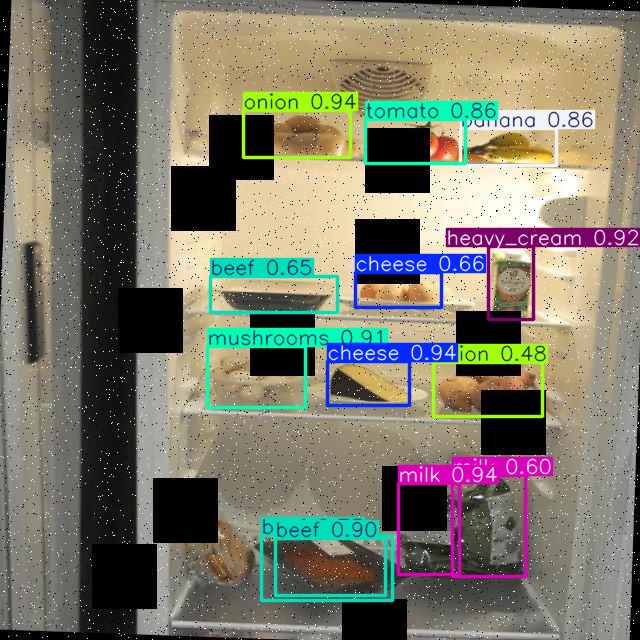 onion 0.94
tomato 0.86
banana 0.86
heavy_cream 0.92
beef 0.65
cheese 0.66
mushrooms 0.91
cheese 0.94
ion 0.48
milk 0.94
0.60
beef 0.90